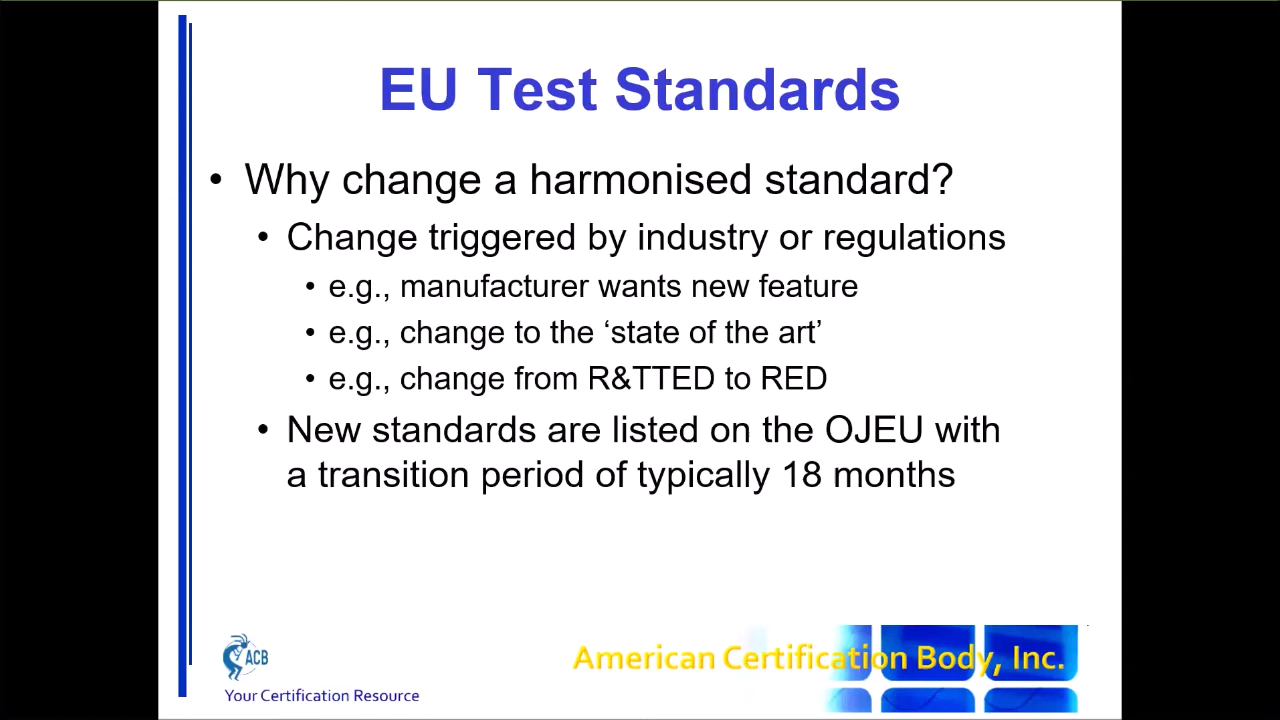 EU Test Standards
• Why change a harmonised standard?
• Change triggered by industry or regulations
• e.g., manufacturer wants new feature
• e.g., change to the ‘state of the art’
• e.g., change from R&TTED to RED
• New standards are listed on the OJEU with
a transition period of typically 18 months
ACB
Your Certification Resource
American Certification Body, Inc.